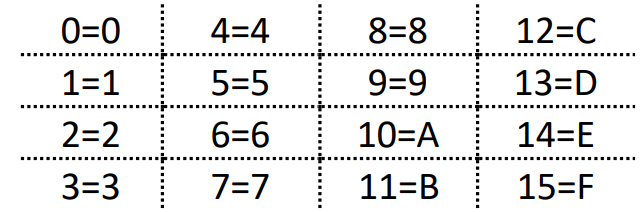 0=0 4=4 8=8 12=C
1=1 5=5 9=9 13=D
2=2 6=6 10=A 14=E
3=3 7=7 11=B 15=F